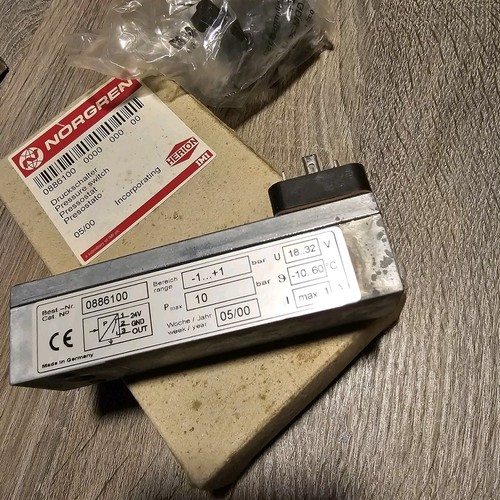 NORGREN
0886100 0000 000 00
Druckschalter
Pressure switch
Pressostat
Pressostato
05/00
Incorporating
HERION
IMI
Best.-Nr.
Cat. No
0886100
Bereich
range
-1...+1
bar
U
18..32
V
P max
10
bar
ϑ
-10..60
°C
Woche / Jahr
week / year
05/00
I
max 1
P
1 24V
2 GND
3 OUT
CE
Made in Germany